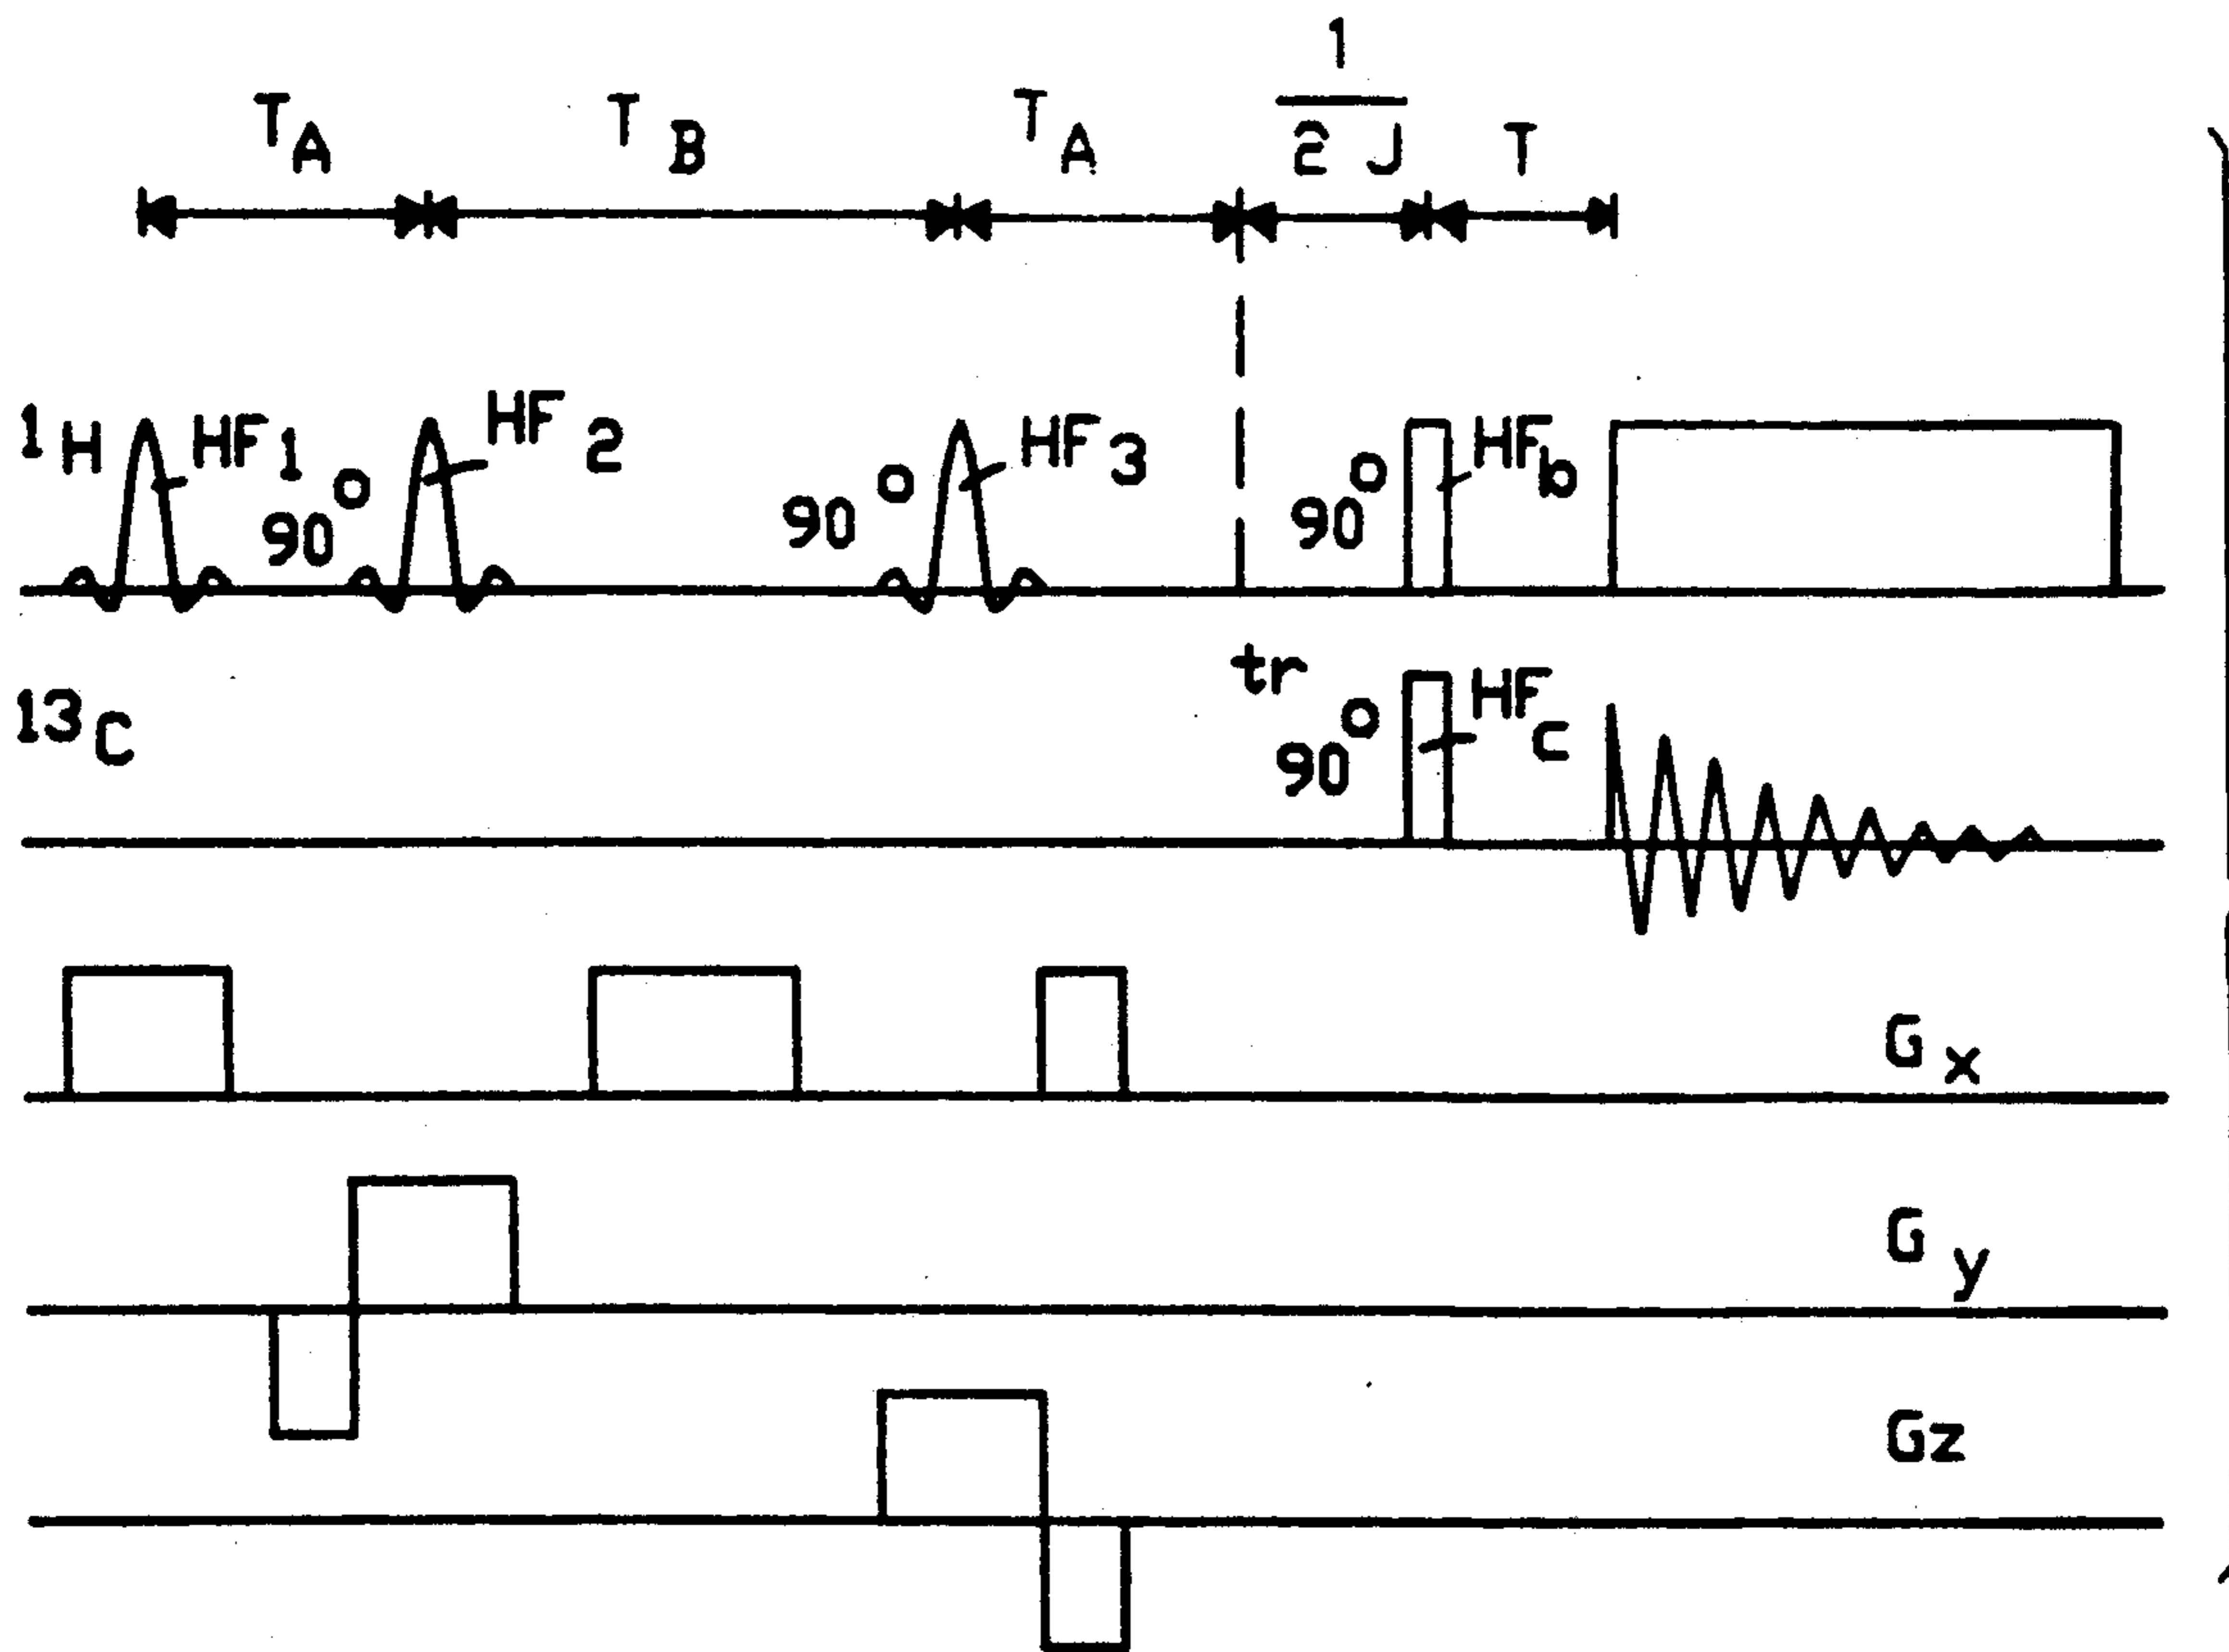 T_A T_B T_A 1/2J T
1H HF1 90° HF2 90° HF3 90° HFb
13C tr 90° HFc
Gx
Gy
Gz